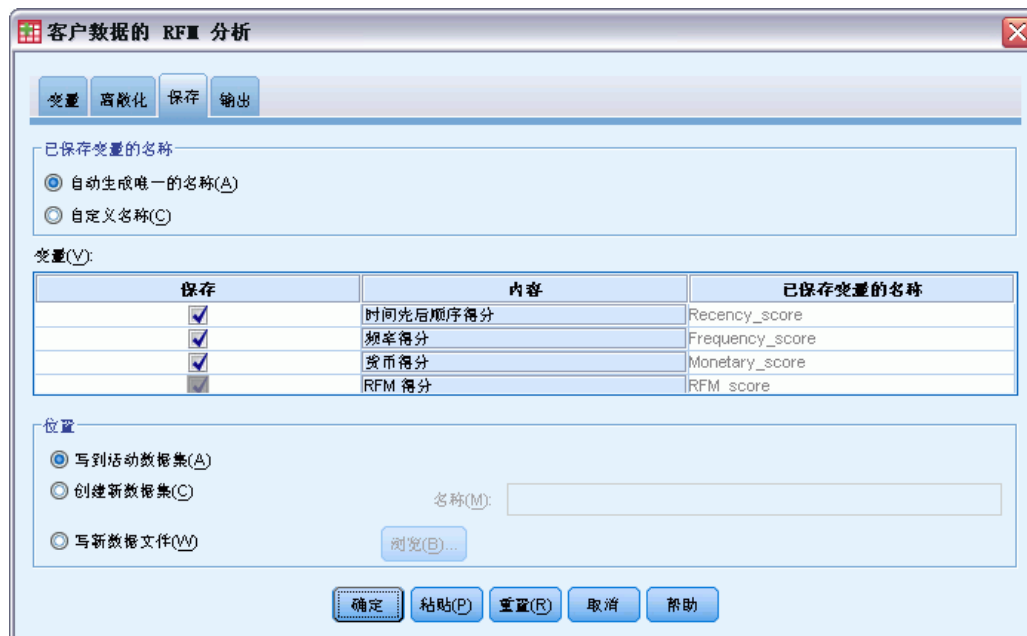 客户数据的 RFM 分析
变量 离散化 保存 输出
已保存变量的名称
自动生成唯一的名称(A)
自定义名称(C)
变量(V):
保存 内容 已保存变量的名称
时间先后顺序得分 Recency_score
频率得分 Frequency_score
货币得分 Monetary_score
RFM 得分 RFM_score
位置
写到活动数据集(A)
创建新数据集(C) 名称(M):
写新数据文件(W) 浏览(B)...
确定 粘贴(P) 重置(R) 取消 帮助